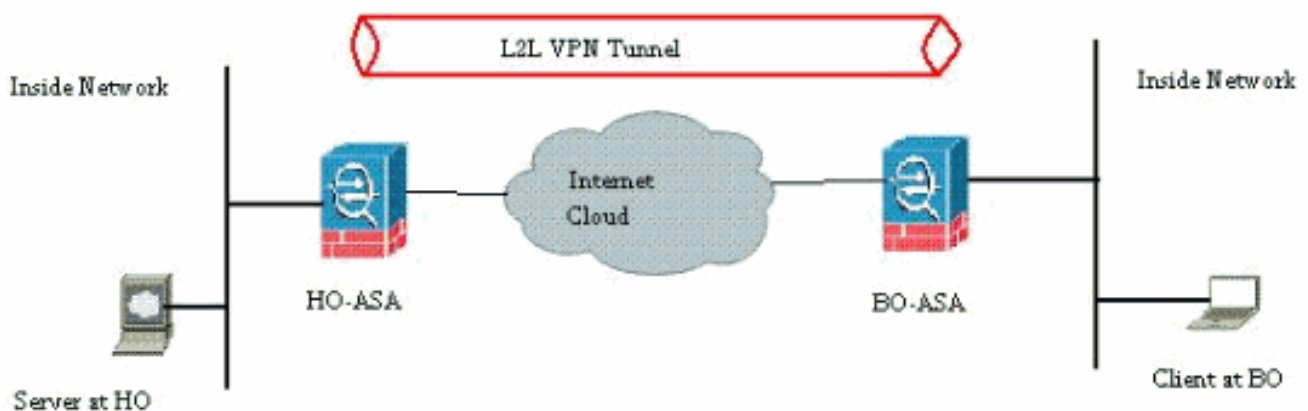 L2L VPN Tunnel
Inside Network
Inside Network
Internet
Cloud
HO-ASA
BO-ASA
Server at HO
Client at BO